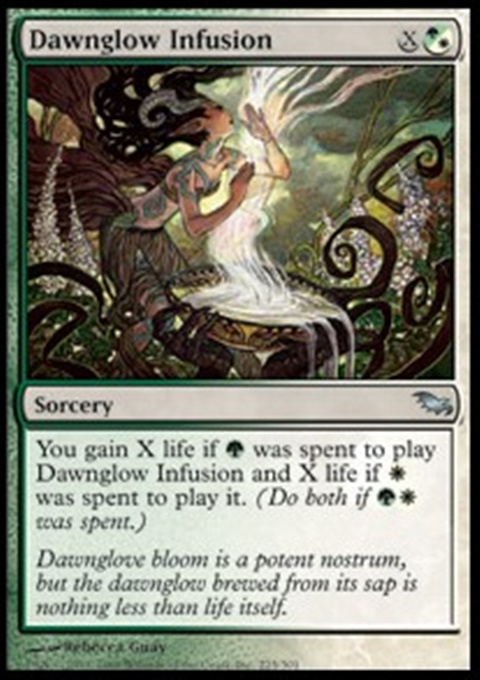 Dawnglow Infusion X
Sorcery
You gain X life if was spent to play
Dawnglow Infusion and X life if
was spent to play it. (Do both if
was spent.)
Dawnglove bloom is a potent nostrum,
but the dawnglow brewed from its sap is
nothing less than life itself.
Rebecca Guay